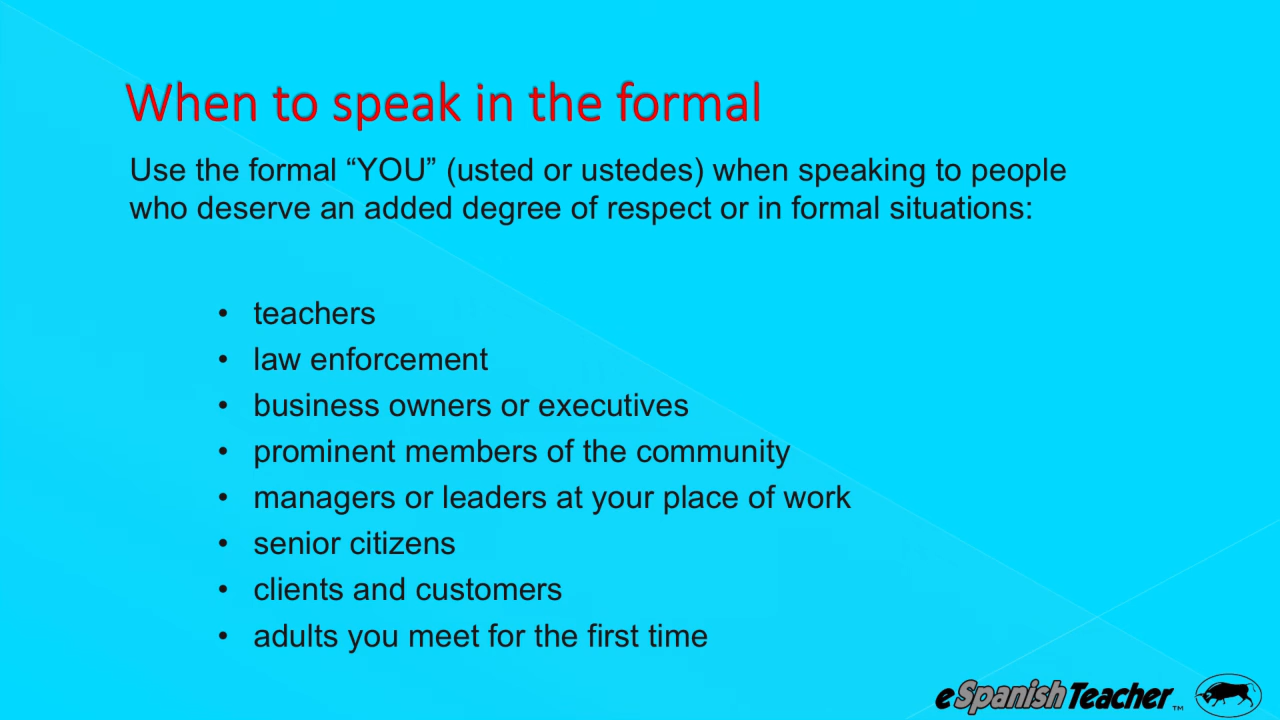 When to speak in the formal
Use the formal “YOU” (usted or ustedes) when speaking to people
who deserve an added degree of respect or in formal situations:
• teachers
• law enforcement
• business owners or executives
• prominent members of the community
• managers or leaders at your place of work
• senior citizens
• clients and customers
• adults you meet for the first time
eSpanishTeacher™